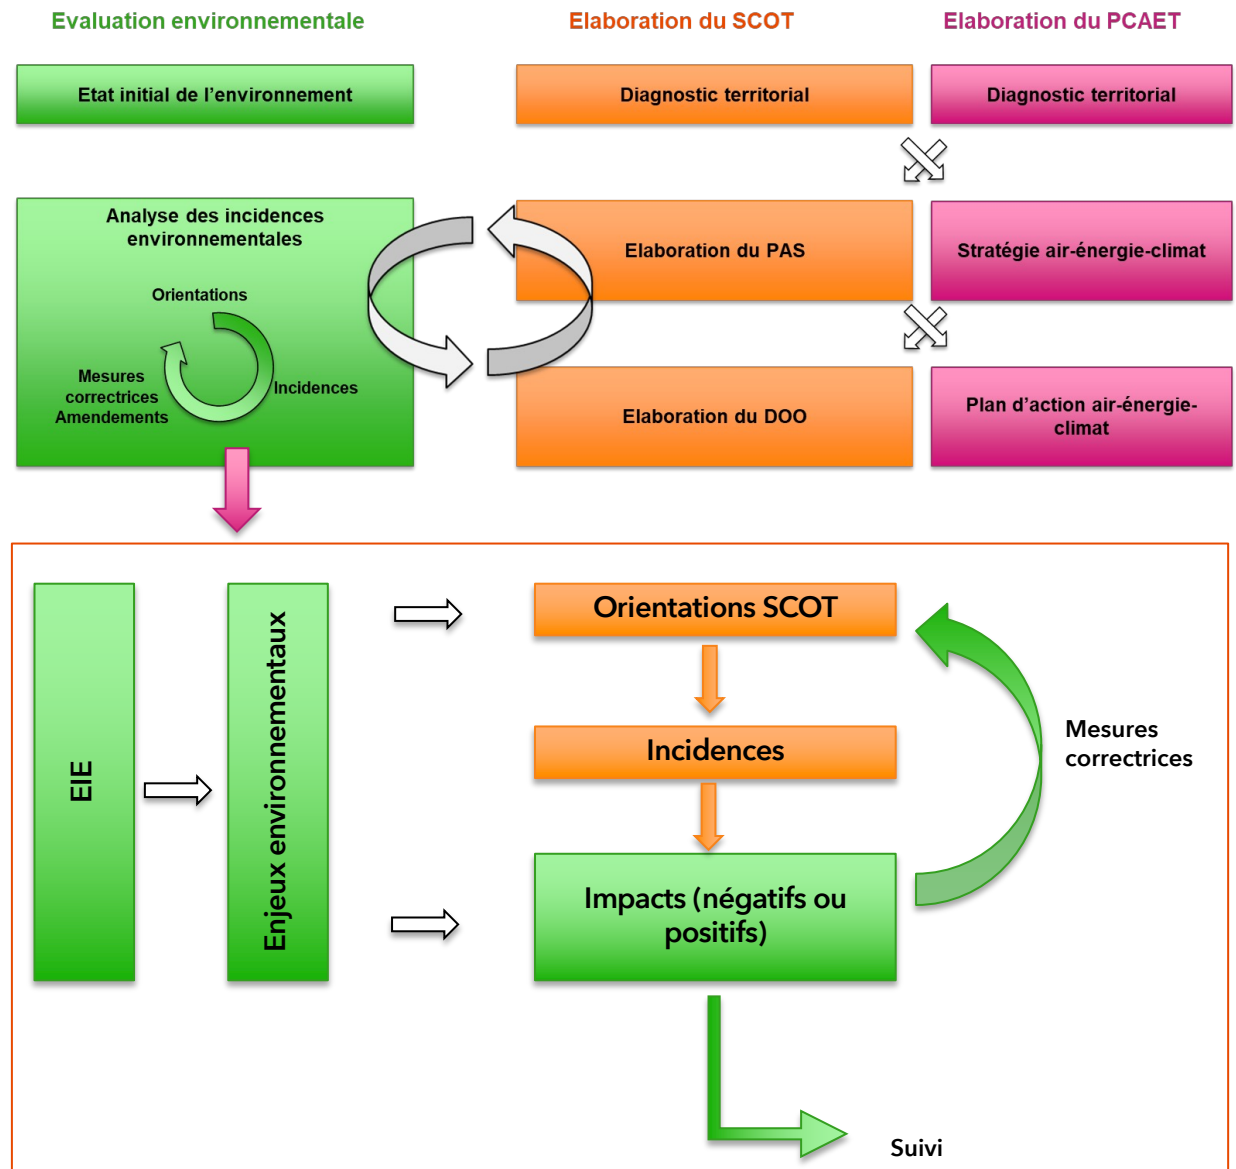 Evaluation environnementale
Elaboration du SCOT
Elaboration du PCAET
Etat initial de l'environnement
Diagnostic territorial
Diagnostic territorial
Analyse des incidences
environnementales
Orientations
Incidences
Mesures
correctrices
Amendements
Elaboration du PAS
Stratégie air-énergie-climat
Elaboration du DOO
Plan d'action air-énergie-
climat
EIE
Enjeux environnementaux
Orientations SCOT
Incidences
Impacts (négatifs ou
positifs)
Mesures
correctrices
Suivi